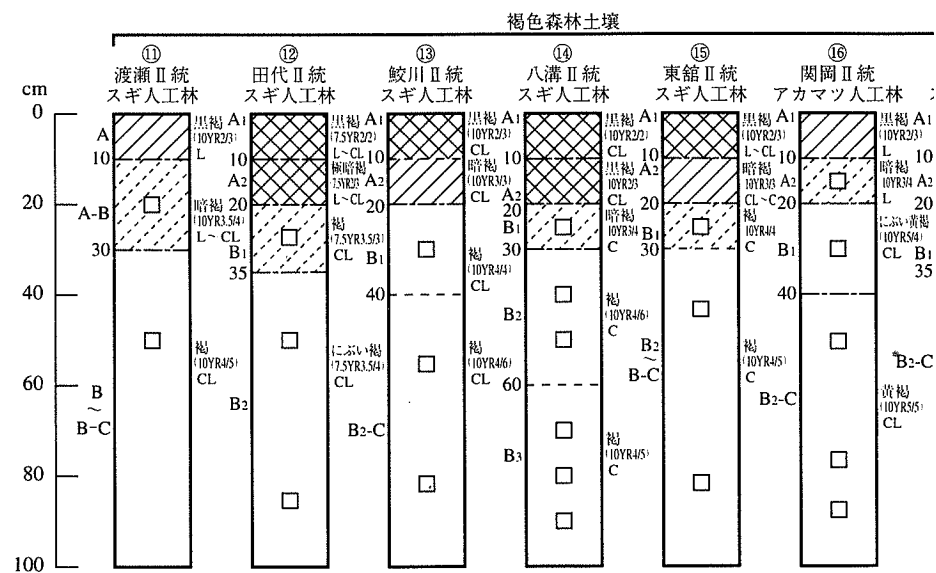 褐色森林土壌
cm
0
20
40
60
80
100
⑪
渡瀬Ⅱ統
スギ人工林
A
10
A-B
30
B
～
B-C
黒褐
(10YR2/3)
L
暗褐
(10YR3.5/4)
L～CL
褐
(10YR4/5)
CL
⑫
田代Ⅱ統
スギ人工林
A1
10
A2
20
B1
35
B2
黒褐
(7.5YR2/2)
L～CL
極暗褐
7.5YR2/3
L～CL
褐
(7.5YR3.5/3)
CL
にぶい褐
(7.5YR3.5/4)
CL
⑬
鮫川Ⅱ統
スギ人工林
A1
10
A2
20
B1
40
B2-C
黒褐
(10YR2/3)
CL
暗褐
(10YR3/3)
CL
褐
(10YR4/4)
CL
褐
(10YR4/6)
CL
⑭
八溝Ⅱ統
スギ人工林
A1
10
A2
20
B1
30
B2
60
B3
黒褐
(10YR2/2)
CL
黒褐
10YR2/3
CL
暗褐
10YR3/4
C
褐
(10YR4/6)
C
褐
(10YR4/5)
C
⑮
東舘Ⅱ統
スギ人工林
A1
10
A2
20
B1
30
B2
～
B-C
黒褐
(10YR2/3)
L～CL
暗褐
10YR3/3
CL～C
褐
10YR4/4
C
褐
(10YR4/5)
C
⑯
関岡Ⅱ統
アカマツ人工林
A1
10
A2
20
B1
40
B2-C
黒褐
(10YR2/3)
L
暗褐
10YR3/4
L
にぶい黄褐
(10YR5/4)
CL
黄褐
(10YR5/5)
CL
A1
10
A2
20
B1
35
B2-C